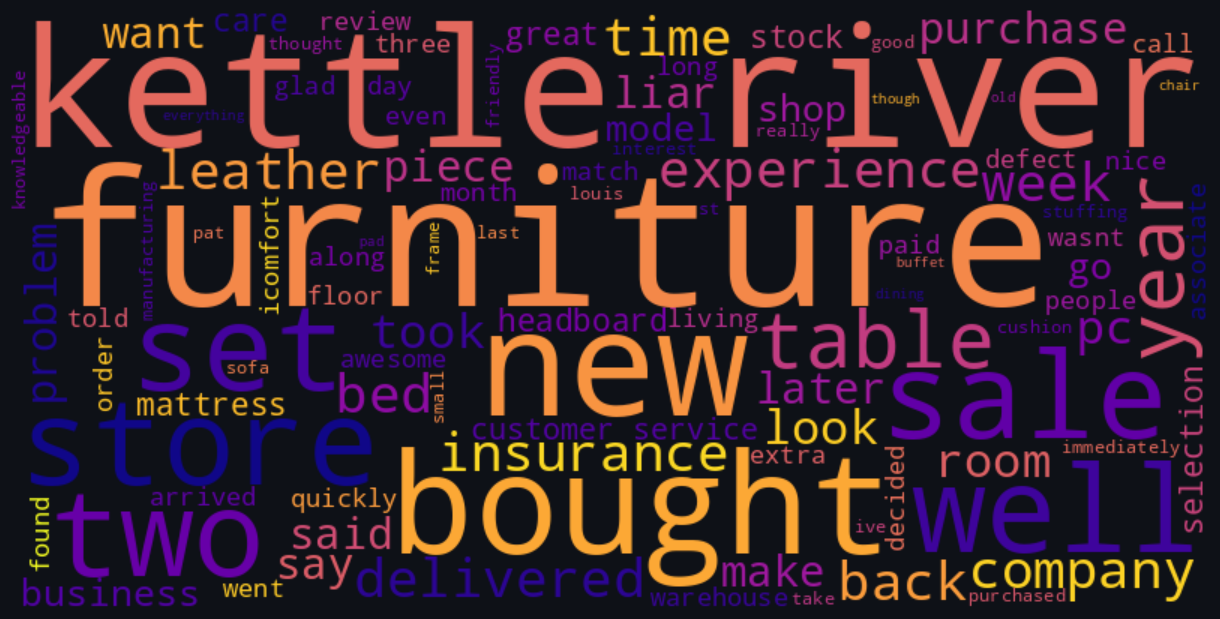 want care review great time stock good purchase call
thought three
kettle river
friendly long chair
glad day liar though old
knowledgeable everything even model shop
really
interest
leather piece match experience defect nice
month louis week
furniture
manufacturing icomfort st stuffing associate
pat pad frame last paid wasnt
along buffet go
problem floor dining people year
told set took headboard living table cushion pc
order sofa awesome new
mattress bed small later sale
store customer service look
insurance extra room immediately
found arrived quickly bought decided well selection
two said ive
say delivered make back company
business went warehouse take purchased